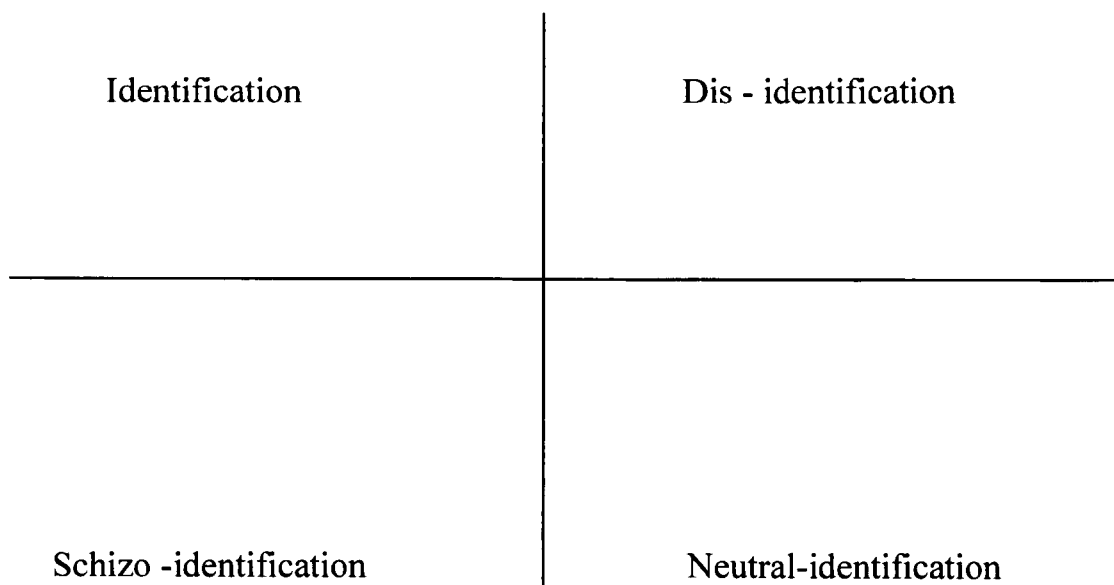 Identification
Dis - identification
Schizo -identification
Neutral-identification